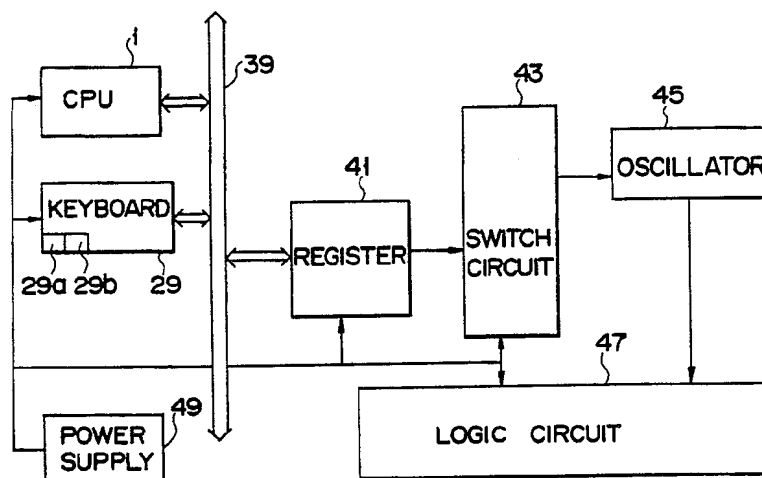 1
CPU
39
KEYBOARD
29a 29b 29
41
REGISTER
43
SWITCH
CIRCUIT
45
OSCILLATOR
47
LOGIC CIRCUIT
49
POWER
SUPPLY